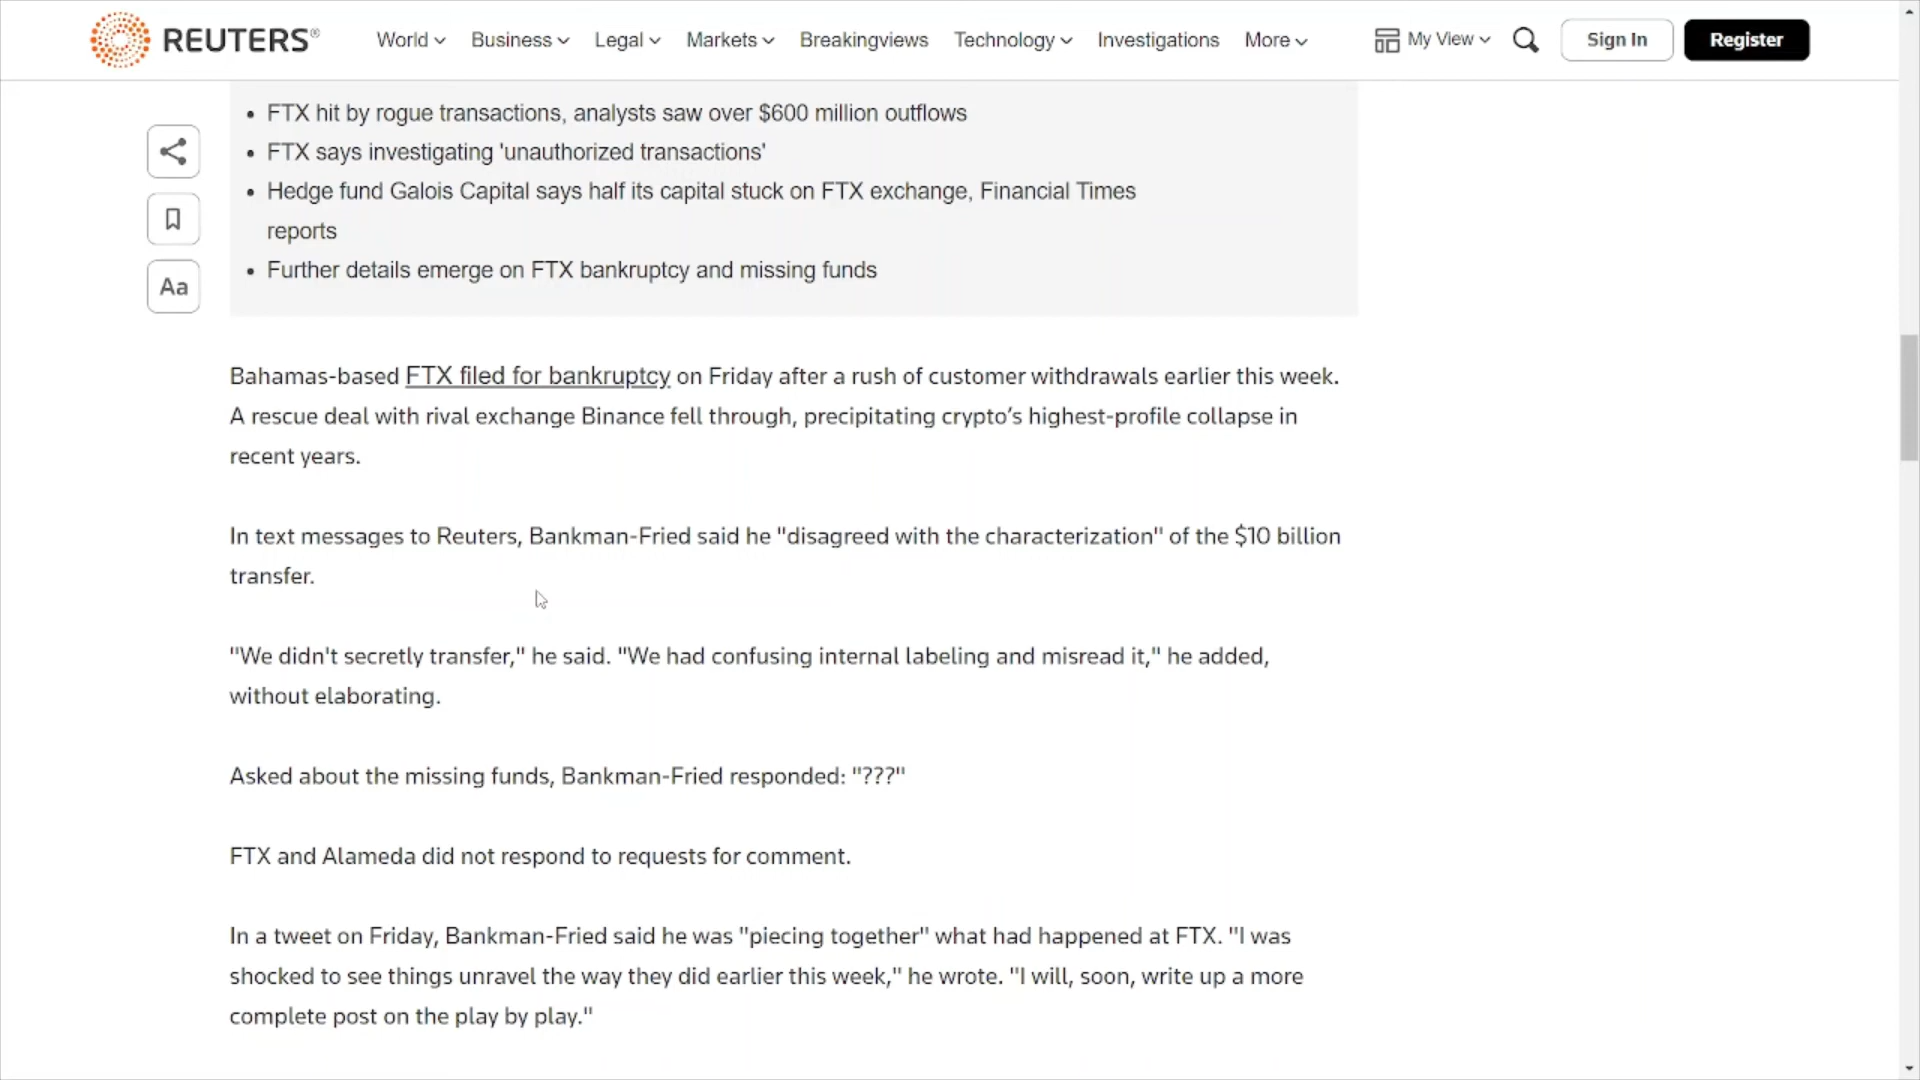 REUTERS®
World
Business
Legal
Markets
Breakingviews
Technology
Investigations
More
My View
Sign In
Register
FTX hit by rogue transactions, analysts saw over $600 million outflows
FTX says investigating 'unauthorized transactions'
Hedge fund Galois Capital says half its capital stuck on FTX exchange, Financial Times
reports
Further details emerge on FTX bankruptcy and missing funds
Aa
Bahamas-based FTX filed for bankruptcy on Friday after a rush of customer withdrawals earlier this week.
A rescue deal with rival exchange Binance fell through, precipitating crypto’s highest-profile collapse in
recent years.
In text messages to Reuters, Bankman-Fried said he "disagreed with the characterization" of the $10 billion
transfer.
"We didn't secretly transfer," he said. "We had confusing internal labeling and misread it," he added,
without elaborating.
Asked about the missing funds, Bankman-Fried responded: "???"
FTX and Alameda did not respond to requests for comment.
In a tweet on Friday, Bankman-Fried said he was "piecing together" what had happened at FTX. "I was
shocked to see things unravel the way they did earlier this week," he wrote. "I will, soon, write up a more
complete post on the play by play."